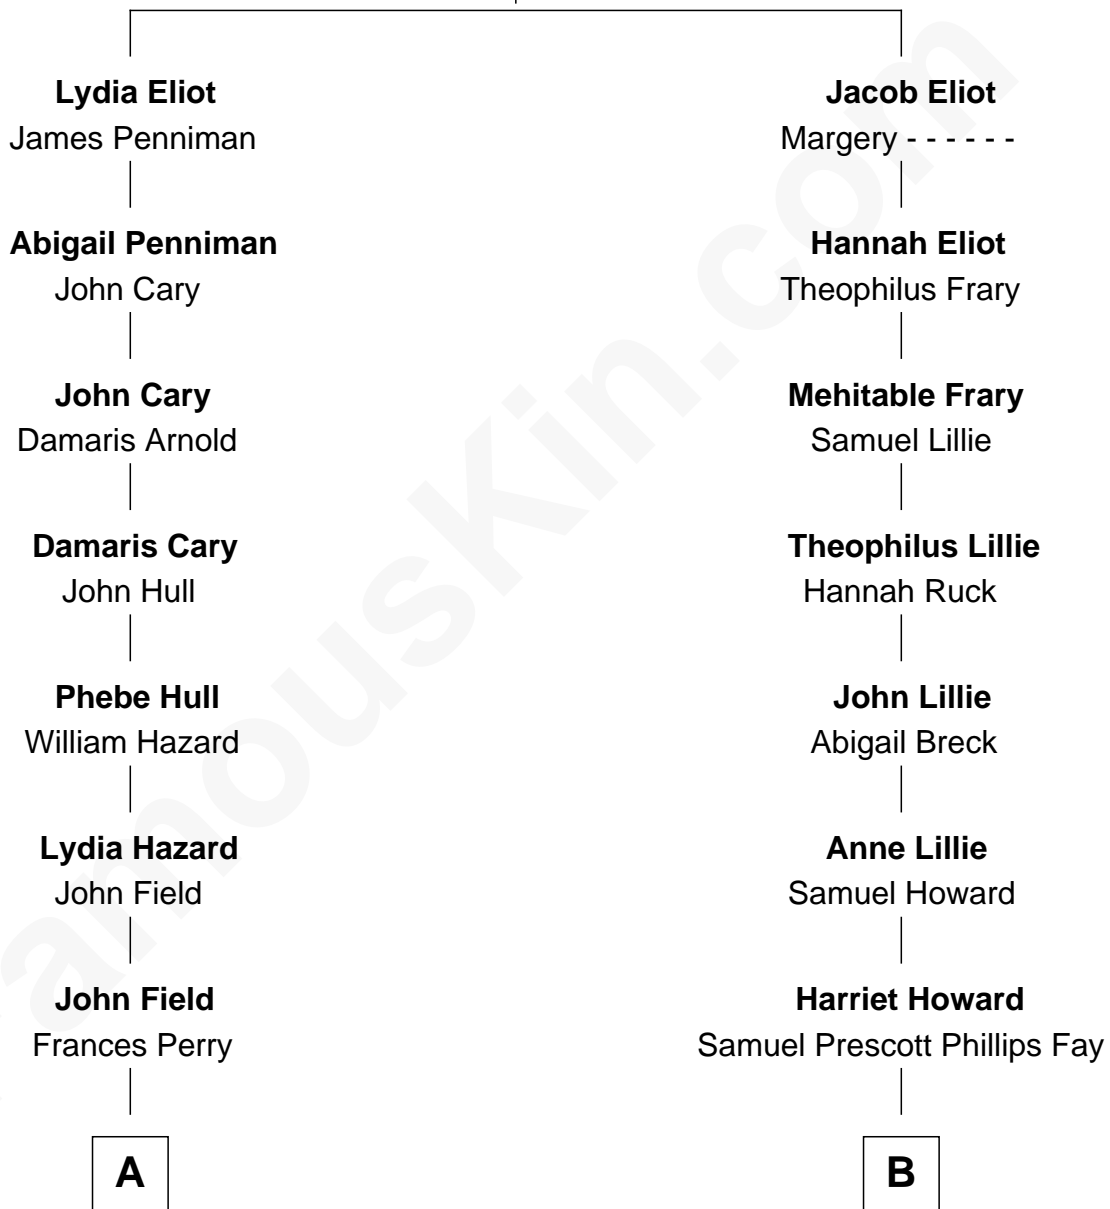 Lydia Eliot
James Penniman
Jacob Eliot
Margery - - - - - -
Abigail Penniman
John Cary
Hannah Eliot
Theophilus Frary
John Cary
Damaris Arnold
Mehitable Frary
Samuel Lillie
Damaris Cary
John Hull
Theophilus Lillie
Hannah Ruck
Phebe Hull
William Hazard
John Lillie
Abigail Breck
Lydia Hazard
John Field
Anne Lillie
Samuel Howard
John Field
Frances Perry
Harriet Howard
Samuel Prescott Phillips Fay
A
B
amouskin.com